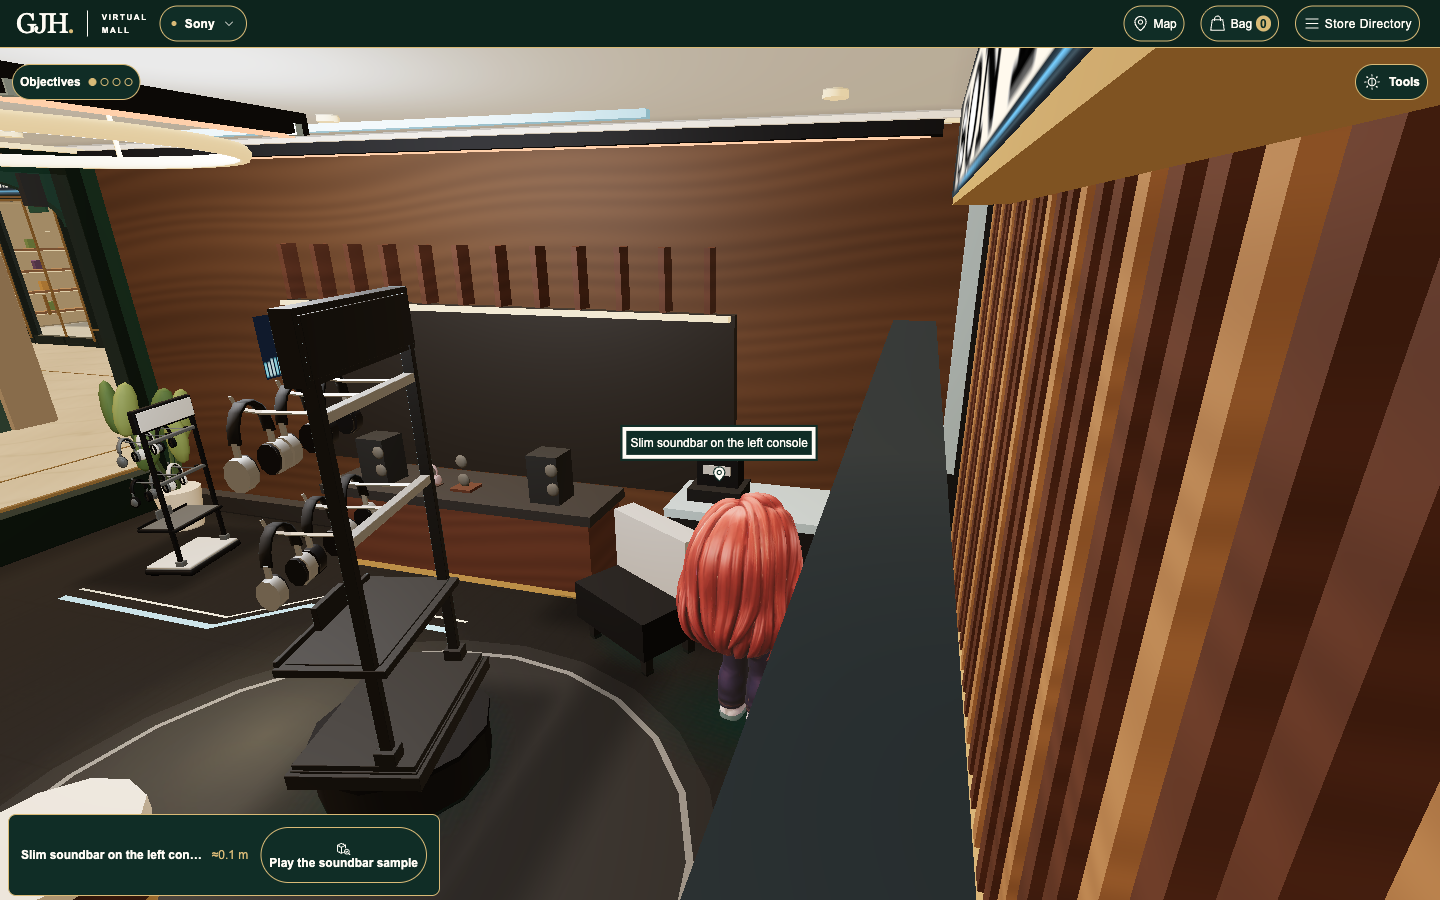 GJH.
VIRTUAL
MALL
Sony
Map
Bag 0
Store Directory
Objectives
Tools
Slim soundbar on the left console
Slim soundbar on the left con...
≈0.1 m
Play the soundbar sample